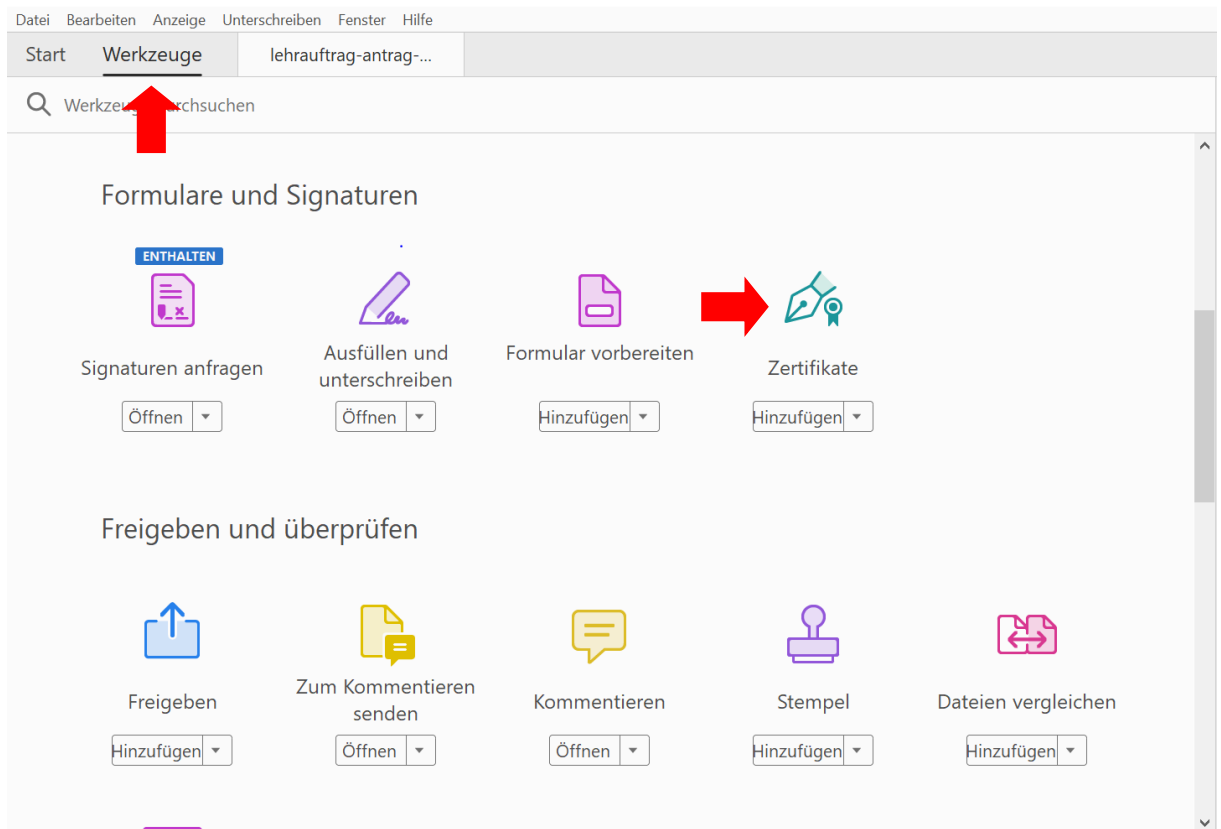 Datei Bearbeiten Anzeige Unterschreiben Fenster Hilfe
Start Werkzeuge lehrauftrag-antrag-...
Formulare und Signaturen
ENTHALTEN
Signaturen anfragen
Ausfüllen und
unterschreiben
Formular vorbereiten
Zertifikate
Öffnen Öffnen Hinzufügen Hinzufügen
Freigeben und überprüfen
Freigeben
Zum Kommentieren
senden
Kommentieren
Stempel
Dateien vergleichen
Hinzufügen Öffnen Öffnen Hinzufügen Hinzufügen